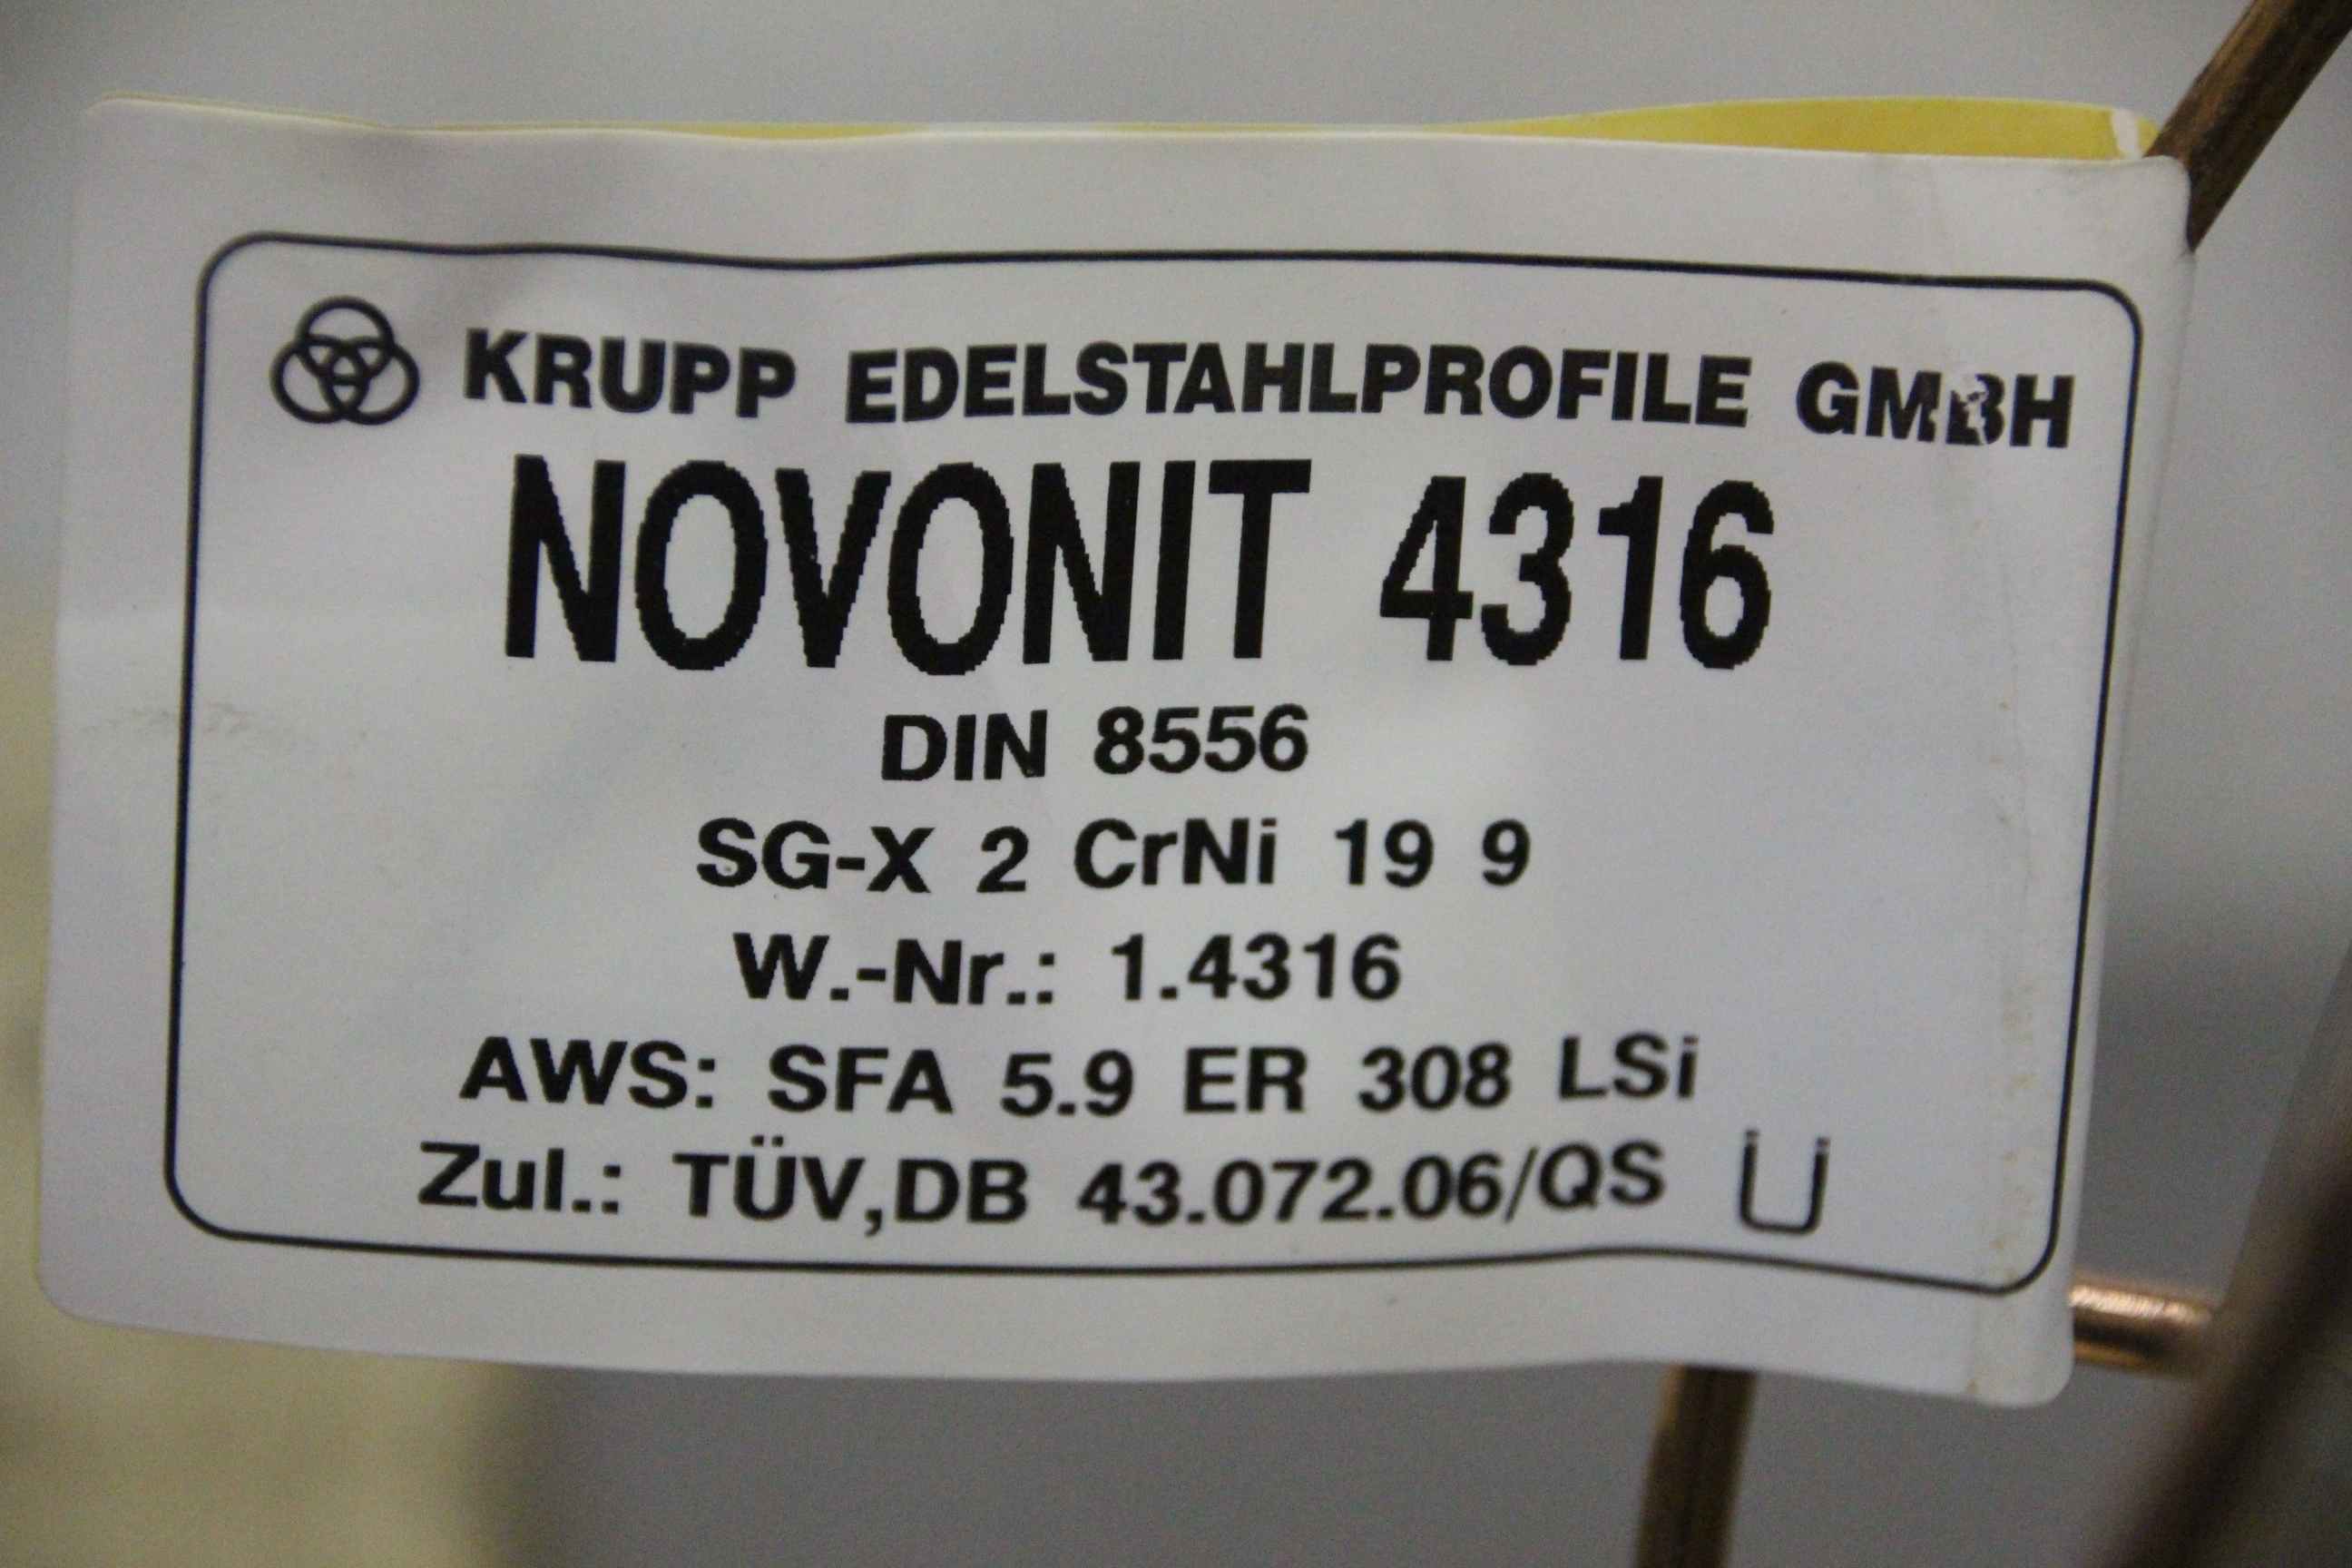 KRUPP EDELSTAHLPROFILE GMBH
NOVONIT 4316
DIN 8556
SG-X 2 CrNi 19 9
W.-Nr.: 1.4316
AWS: SFA 5.9 ER 308 LSi
Zul.: TÜV,DB 43.072.06/QS Ü